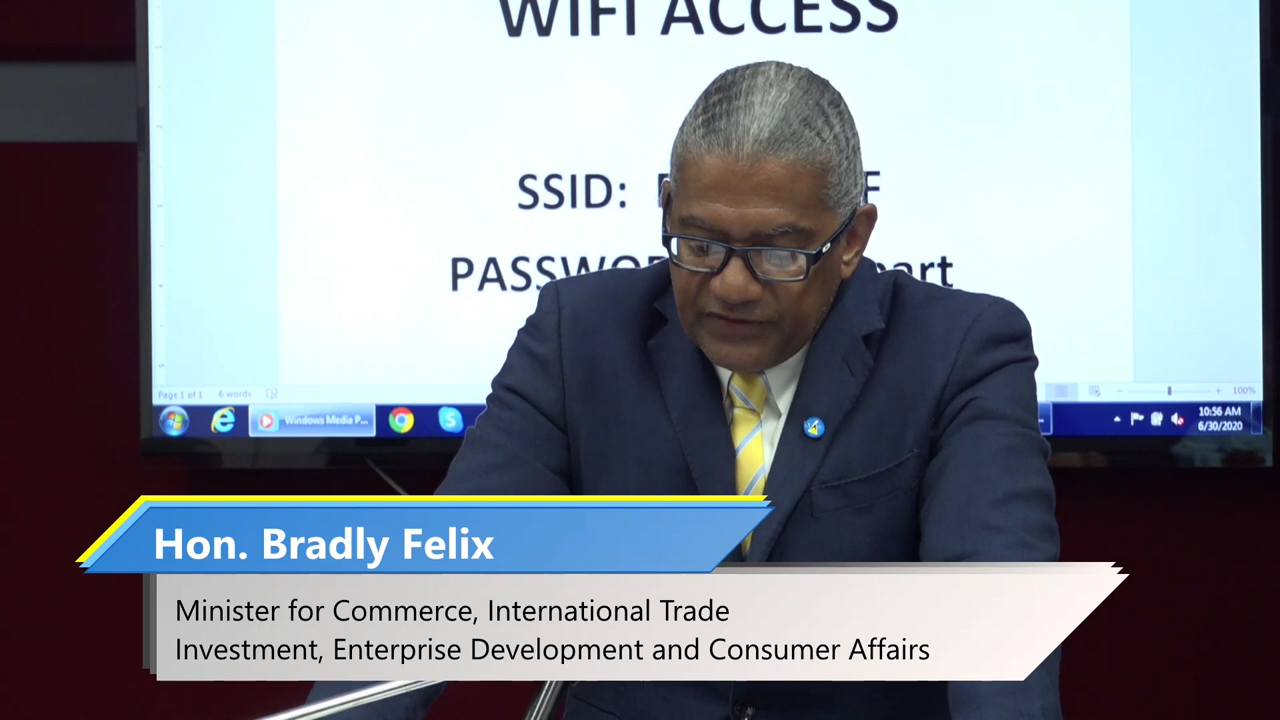 WIFI ACCESS
SSID:
Page 1 of 1 6 words
100%
Windows Media P...
10:56 AM
6/30/2020
Hon. Bradly Felix
Minister for Commerce, International Trade
Investment, Enterprise Development and Consumer Affairs